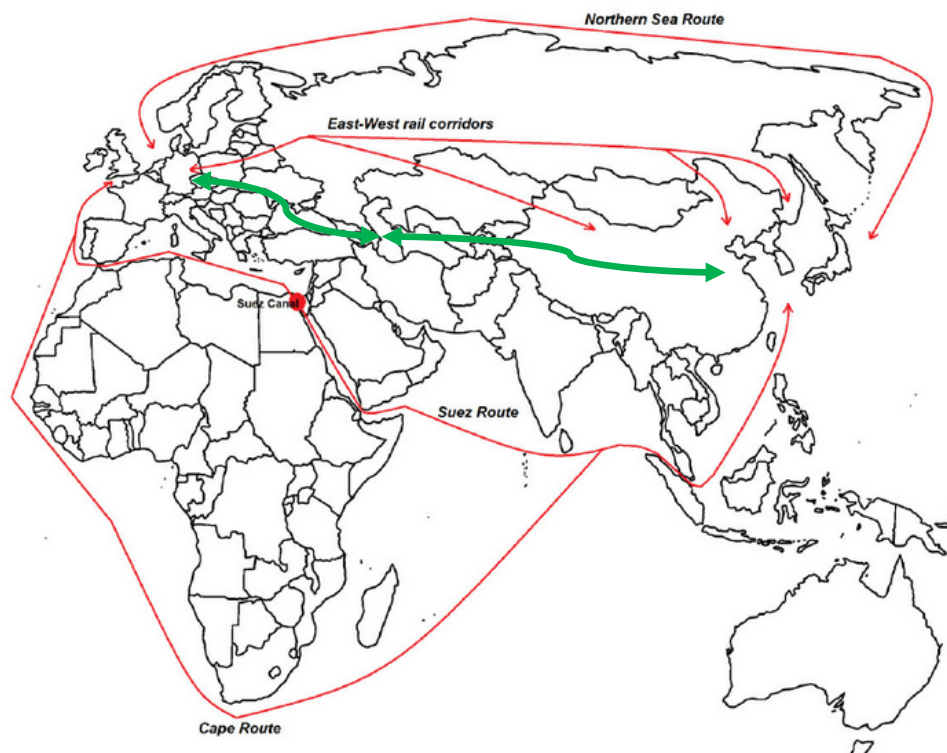 Northern Sea Route
East-West rail corridors
Suez Canal
Suez Route
Cape Route